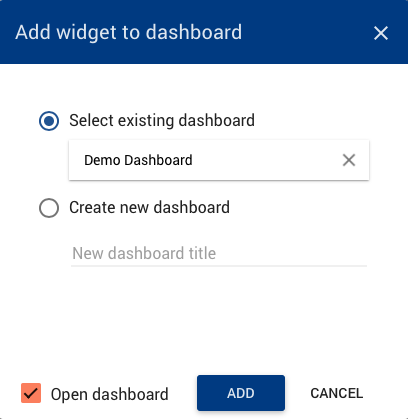 Add widget to dashboard
Select existing dashboard
Demo Dashboard
Create new dashboard
New dashboard title
Open dashboard ADD CANCEL